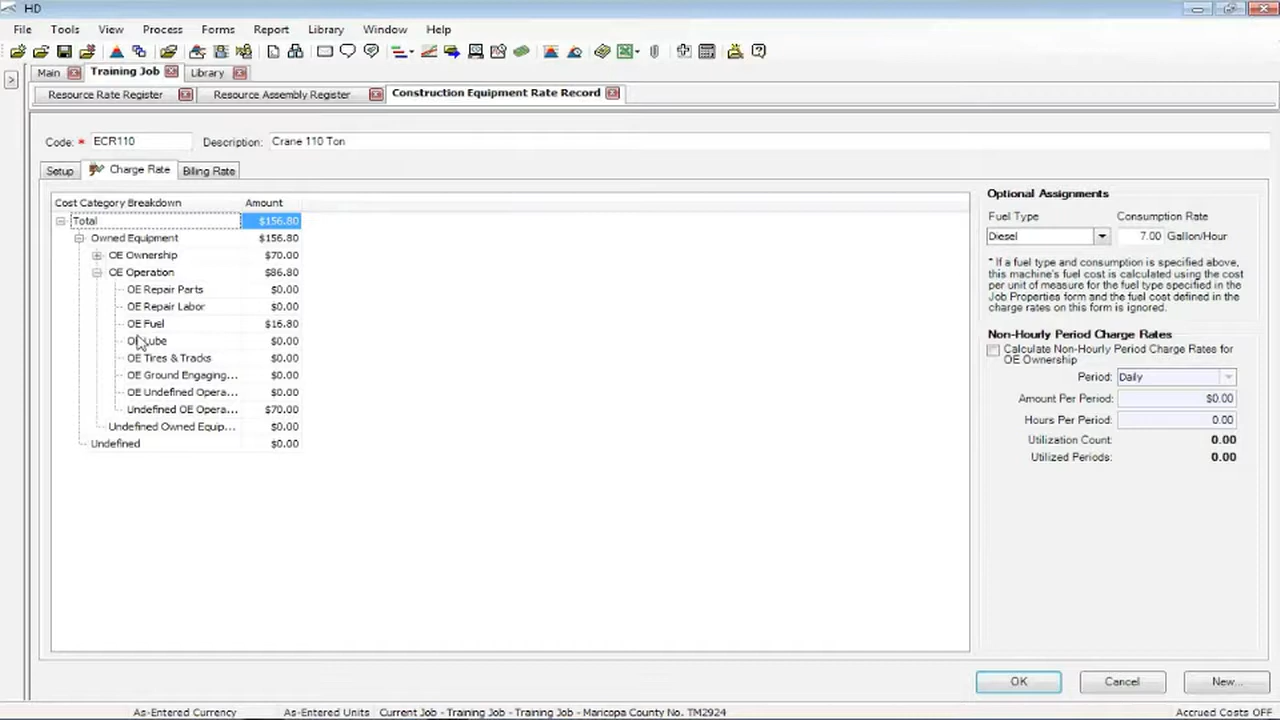 HD
File Tools View Process Forms Report Library Window Help
Main Training Job Library
Resource Rate Register Resource Assembly Register Construction Equipment Rate Record
Code: * ECR110 Description: Crane 110 Ton
Setup Charge Rate Billing Rate
Cost Category Breakdown Amount
Total $156.80
Owned Equipment $156.80
OE Ownership $70.00
OE Operation $86.80
OE Repair Parts $0.00
OE Repair Labor $0.00
OE Fuel $16.80
OE Lube $0.00
OE Tires & Tracks $0.00
OE Ground Engaging... $0.00
OE Undefined Opera... $0.00
Undefined OE Opera... $70.00
Undefined Owned Equip... $0.00
Undefined $0.00
Optional Assignments
Fuel Type Consumption Rate
Diesel 7.00 Gallon/Hour
* If a fuel type and consumption is specified above,
this machine's fuel cost is calculated using the cost
per unit of measure for the fuel type specified in the
Job Properties form and the fuel cost defined in the
charge rates on this form is ignored.
Non-Hourly Period Charge Rates
Calculate Non-Hourly Period Charge Rates for
OE Ownership
Period: Daily
Amount Per Period: $0.00
Hours Per Period: 0.00
Utilization Count: 0.00
Utilized Periods: 0.00
OK Cancel New...
As-Entered Currency As-Entered Units Current Job - Training Job - Training Job - Maricopa County No. TM2924 Accrued Costs OFF